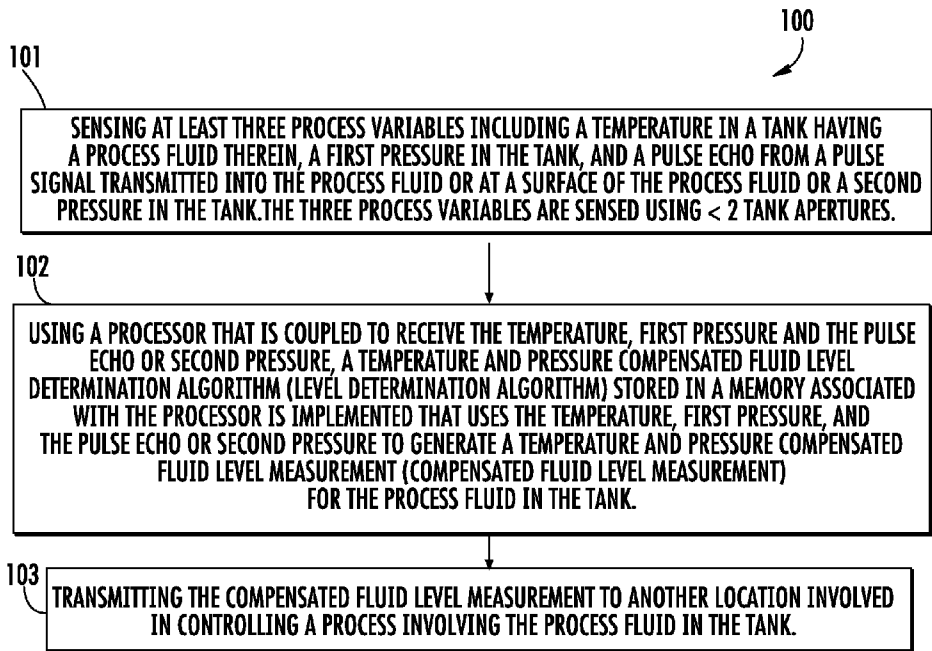 100
101
SENSING AT LEAST THREE PROCESS VARIABLES INCLUDING A TEMPERATURE IN A TANK HAVING
A PROCESS FLUID THEREIN, A FIRST PRESSURE IN THE TANK, AND A PULSE ECHO FROM A PULSE
SIGNAL TRANSMITTED INTO THE PROCESS FLUID OR AT A SURFACE OF THE PROCESS FLUID OR A SECOND
PRESSURE IN THE TANK.THE THREE PROCESS VARIABLES ARE SENSED USING < 2 TANK APERTURES.
102
USING A PROCESSOR THAT IS COUPLED TO RECEIVE THE TEMPERATURE, FIRST PRESSURE AND THE PULSE
ECHO OR SECOND PRESSURE, A TEMPERATURE AND PRESSURE COMPENSATED FLUID LEVEL
DETERMINATION ALGORITHM (LEVEL DETERMINATION ALGORITHM) STORED IN A MEMORY ASSOCIATED
WITH THE PROCESSOR IS IMPLEMENTED THAT USES THE TEMPERATURE, FIRST PRESSURE, AND
THE PULSE ECHO OR SECOND PRESSURE TO GENERATE A TEMPERATURE AND PRESSURE COMPENSATED
FLUID LEVEL MEASUREMENT (COMPENSATED FLUID LEVEL MEASUREMENT)
FOR THE PROCESS FLUID IN THE TANK.
103
TRANSMITTING THE COMPENSATED FLUID LEVEL MEASUREMENT TO ANOTHER LOCATION INVOLVED
IN CONTROLLING A PROCESS INVOLVING THE PROCESS FLUID IN THE TANK.